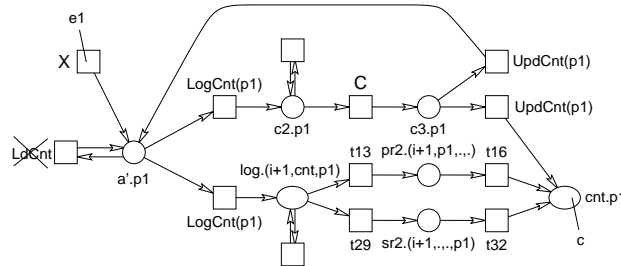 e1
X
UpdCnt(p1)
LogCnt(p1)
C
UpdCnt(p1)
c2.p1
c3.p1
LdCnt
a'.p1
log.(i+1,cnt,p1)
t13
pr2.(i+1,p1,.,.)
t16
cnt.p1
LogCnt(p1)
t29
sr2.(i+1,.,.,p1)
t32
c